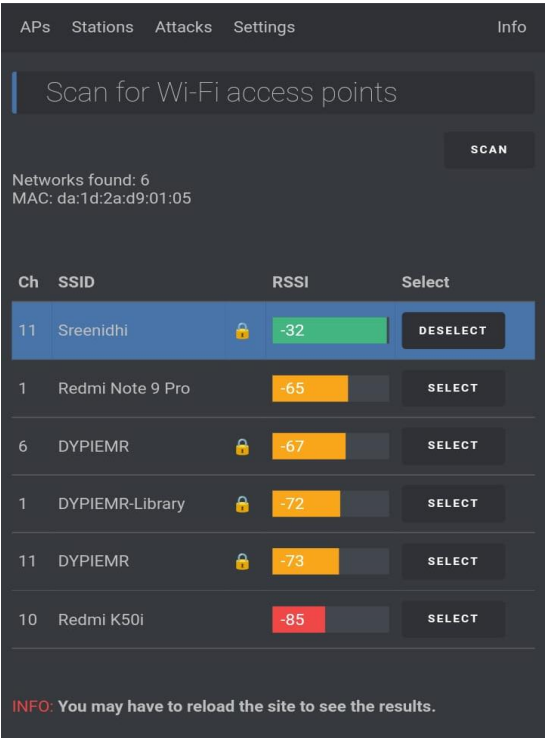 APs Stations Attacks Settings Info
Scan for Wi-Fi access points
SCAN
Networks found: 6
MAC: da:1d:2a:d9:01:05
Ch SSID RSSI Select
11 Sreenidhi -32 DESELECT
1 Redmi Note 9 Pro -65 SELECT
6 DYPIEMR -67 SELECT
1 DYPIEMR-Library -72 SELECT
11 DYPIEMR -73 SELECT
10 Redmi K50i -85 SELECT
INFO: You may have to reload the site to see the results.